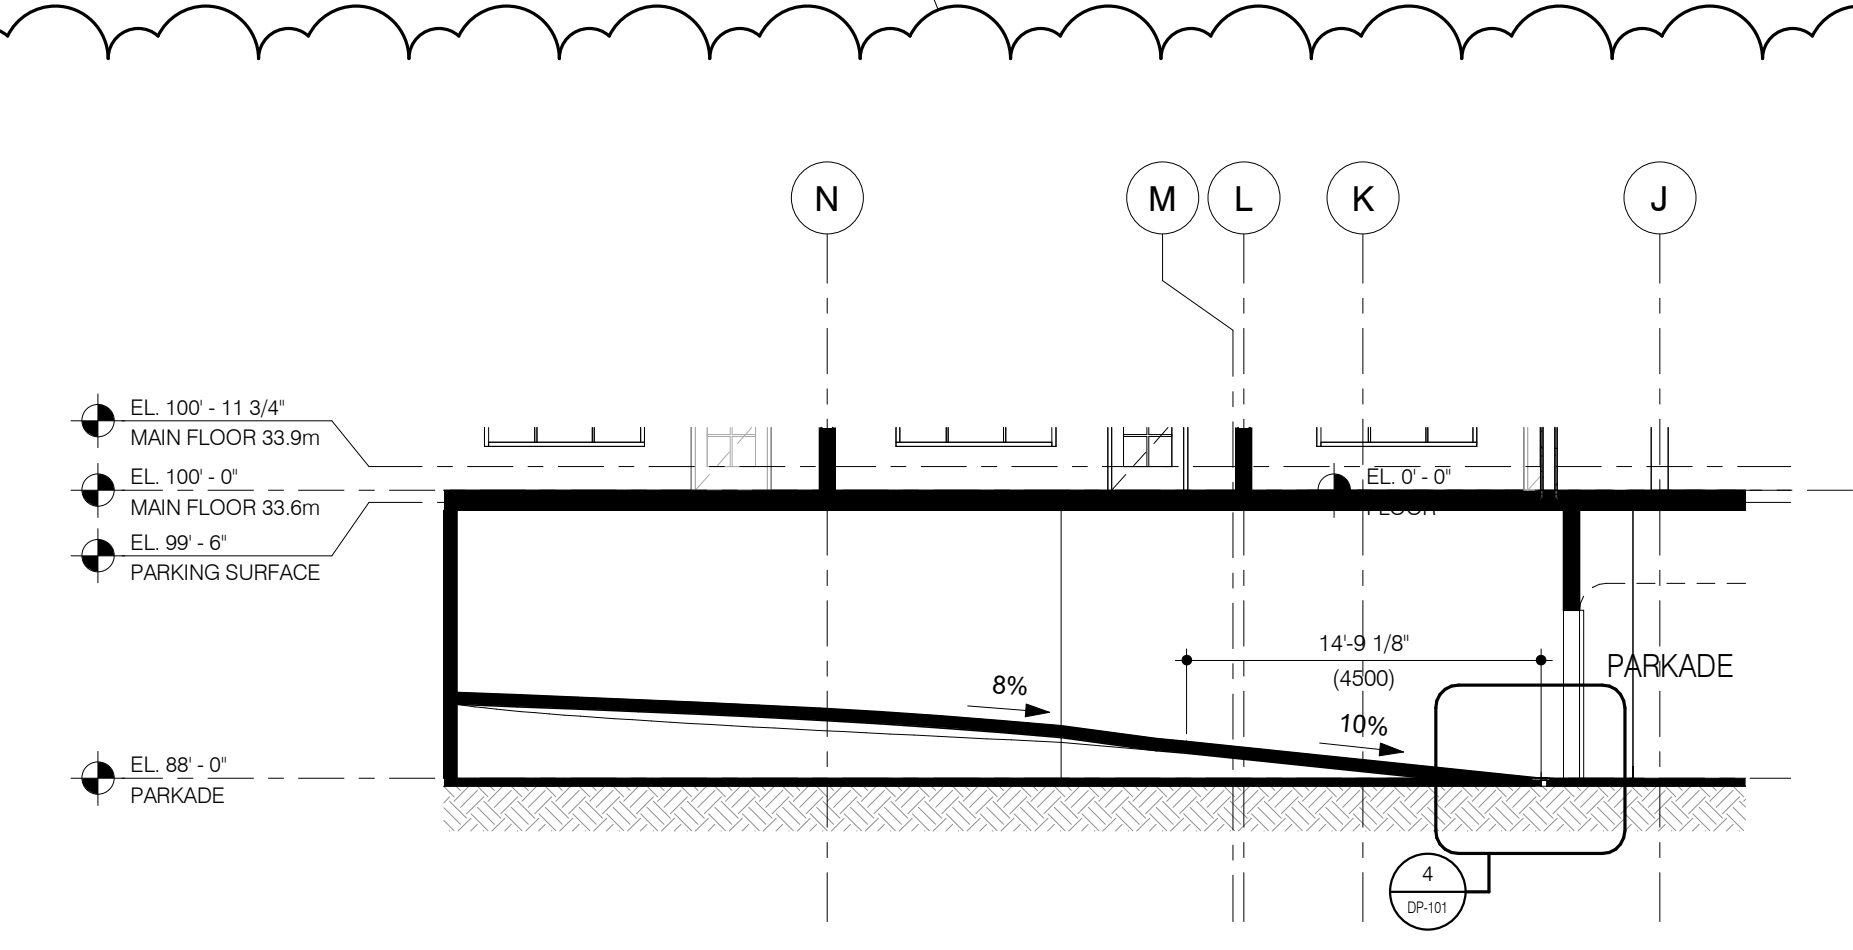 N
M
L
K
J
EL. 100' - 11 3/4"
MAIN FLOOR 33.9m
EL. 100' - 0"
MAIN FLOOR 33.6m
EL. 0' - 0"
FLOOR
EL. 99' - 6"
PARKING SURFACE
14'-9 1/8"
(4500)
PARKADE
8%
10%
EL. 88' - 0"
PARKADE
4
DP-101